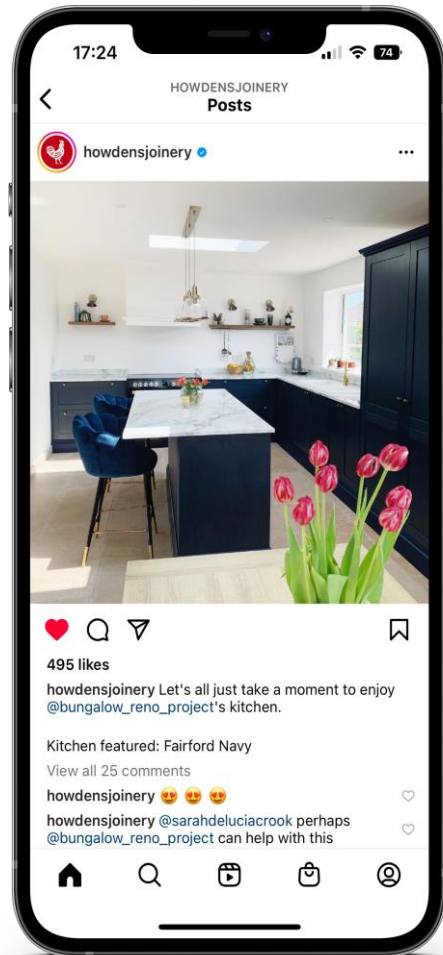 17:24
74
HOWDENSJOINERY
Posts
howdensjoinery
495 likes
howdensjoinery Let's all just take a moment to enjoy
@bungalow_reno_project's kitchen.
Kitchen featured: Fairford Navy
View all 25 comments
howdensjoinery 😍 😍 😍
howdensjoinery @sarahdeluciacrook perhaps
@bungalow_reno_project can help with this